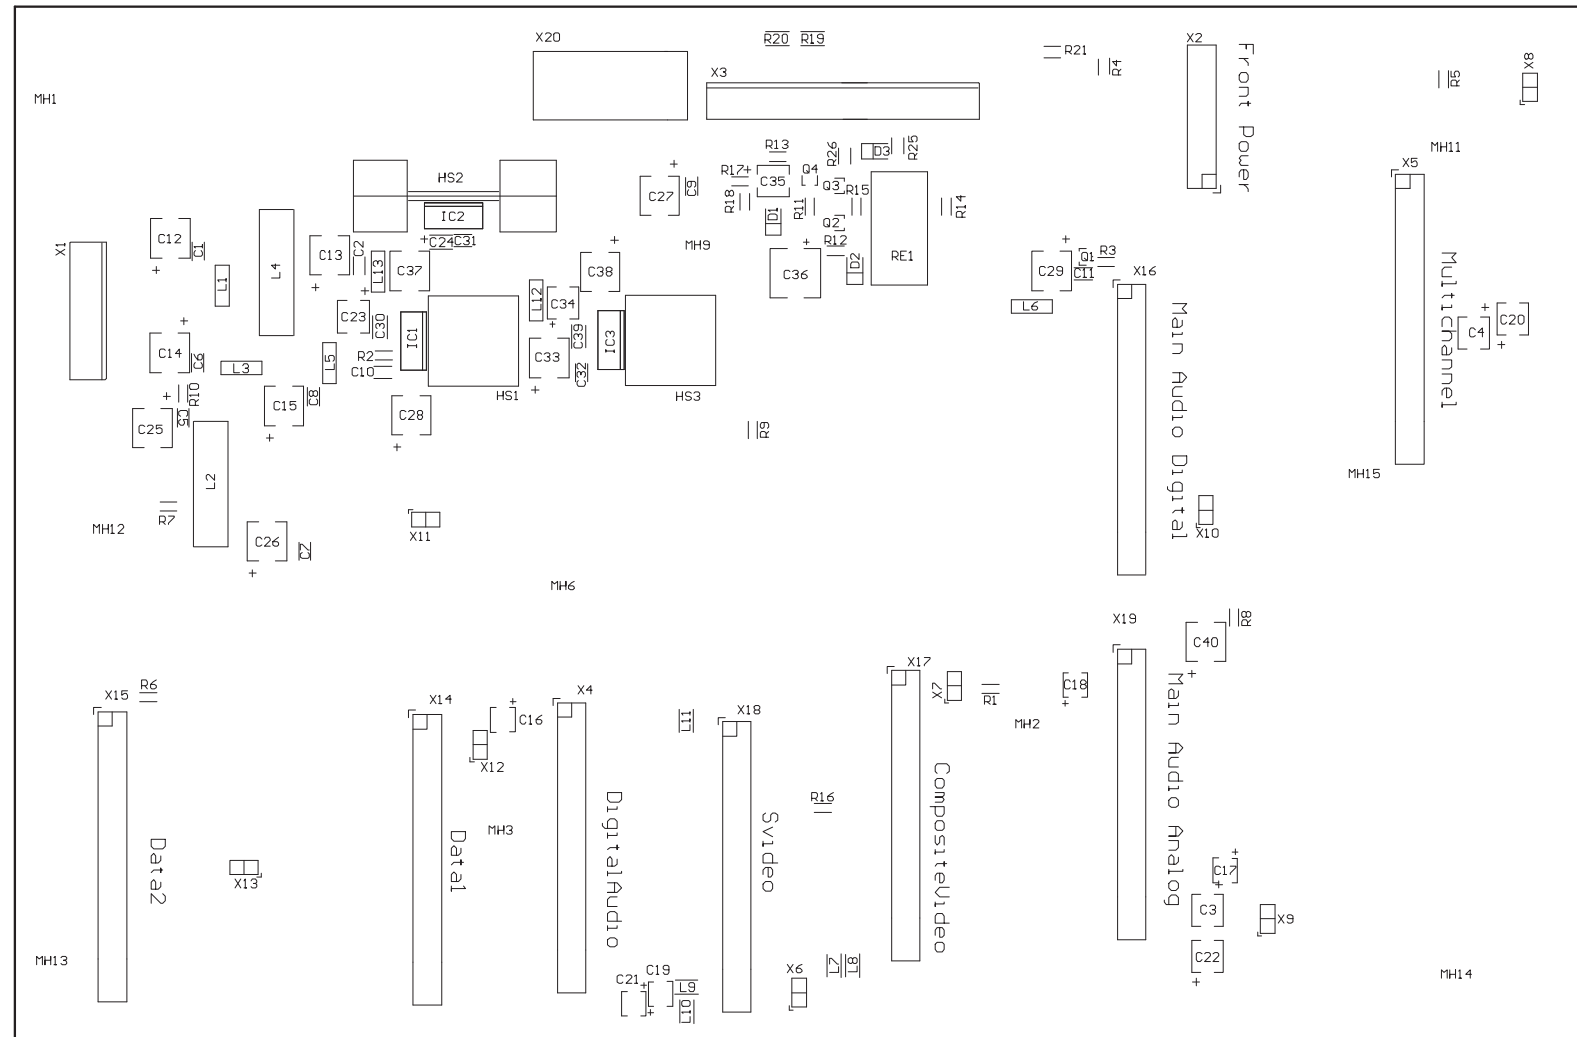 X20
R20
R19
X3
R21
R4
X2
Front Power
R5
X8
MH1
MH11
X5
R13
R26
D3
R25
R17
Q4
C35
Q3
R15
R14
R18
D1
R11
Q2
HS2
IC2
C27
C9
X1
C12
C1
L4
C13
C2
L13
C37
C24
C31
MH9
C38
R12
C36
D2
RE1
C29
Q1
C11
R3
X16
L1
L12
C34
L6
Main Audio Digital
Multichannel
C4
C20
C23
C30
IC1
C39
IC3
C14
C6
L3
L5
R2
C10
C33
C32
HS1
HS3
R10
C5
C15
C8
C28
C25
R9
L2
MH15
R7
MH12
C26
C7
X11
X10
MH6
X19
R8
C40
X15
R6
X14
C16
X12
X4
L11
X18
X17
X7
R1
MH2
C18
Main Audio Analog
R16
CompositeVideo
Svideo
DigitalAudio
MH3
Data1
Data2
X13
C17
C3
X9
C22
MH13
MH14
C21
C19
L9
L10
X6
L7
L8